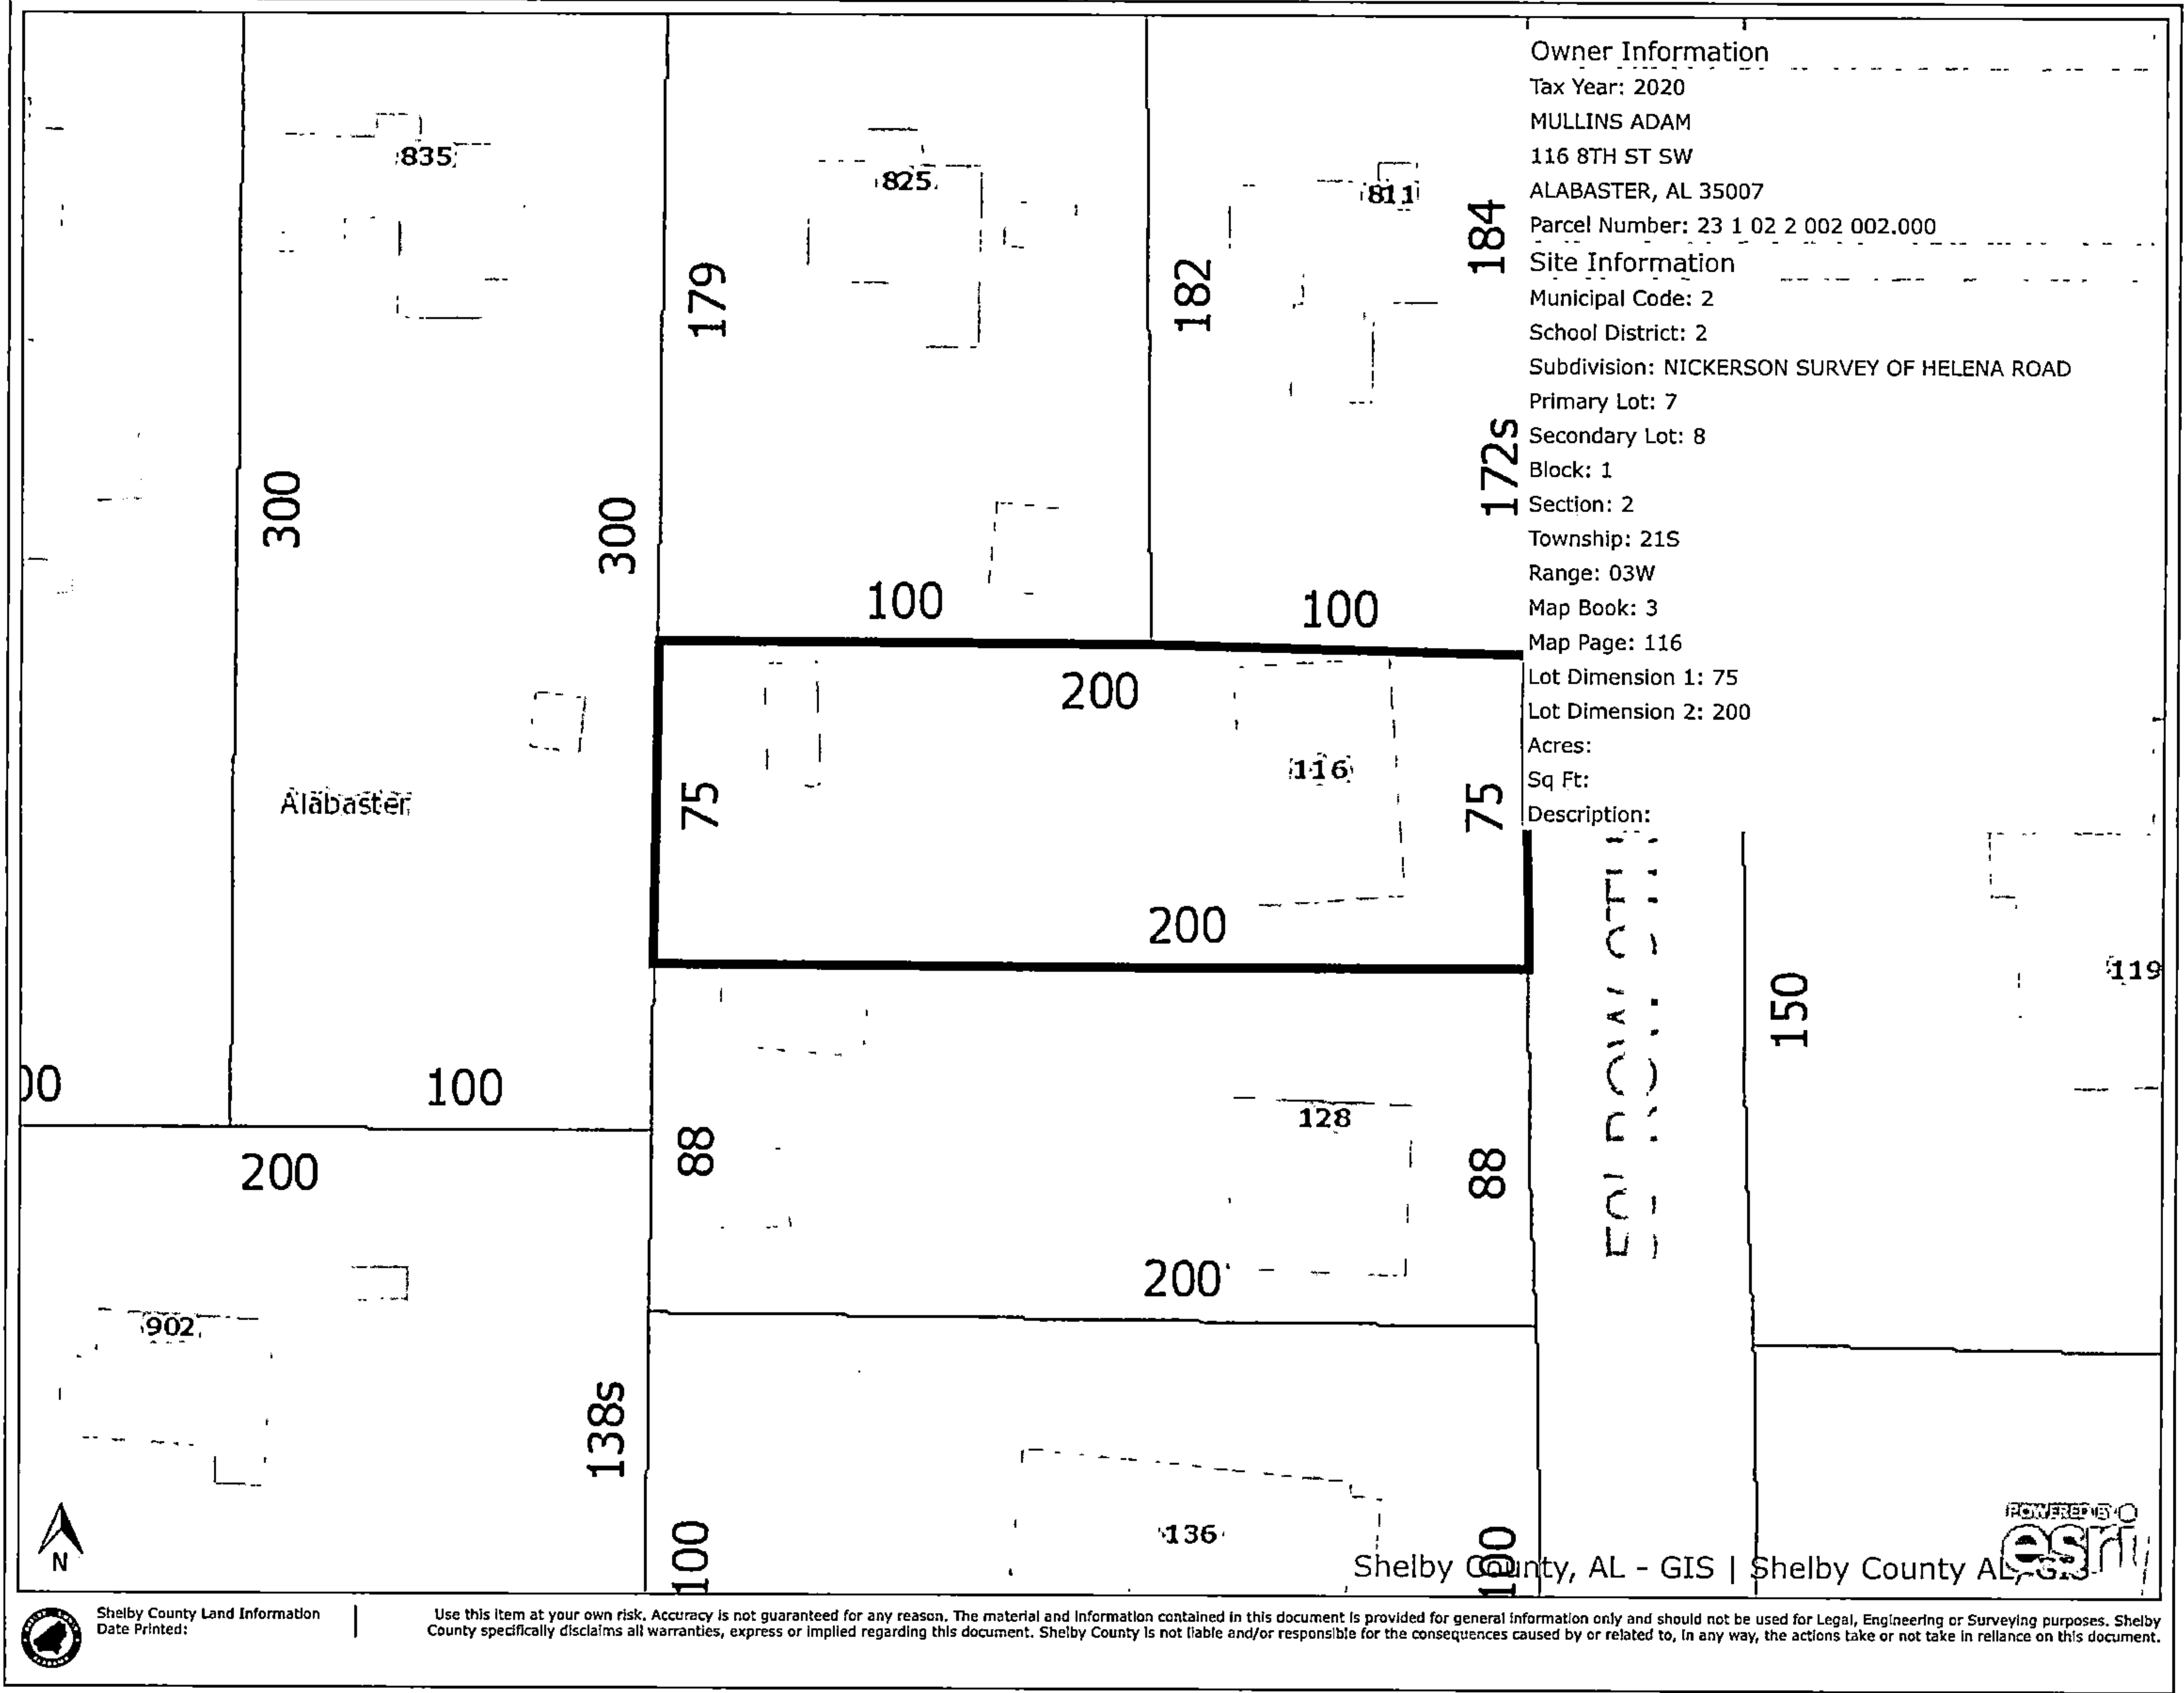 Owner Information
Tax Year: 2020
MULLINS ADAM
116 8TH ST SW
ALABASTER, AL 35007
Parcel Number: 23 1 02 2 002 002.000
Site Information
Municipal Code: 2
School District: 2
Subdivision: NICKERSON SURVEY OF HELENA ROAD
Primary Lot: 7
Secondary Lot: 8
Block: 1
Section: 2
Township: 21S
Range: 03W
Map Book: 3
Map Page: 116
Lot Dimension 1: 75
Lot Dimension 2: 200
Acres:
Sq Ft:
Description:
835
825
811
184
179
182
172s
300
300
100
100
200
116
75
75
Alabaster
200
119
150
100
128
88
88
200
200
902
138s
100
136
100
N
POWERED BY
esri
Shelby County, AL - GIS | Shelby County AL, GIS
Shelby County Land Information
Date Printed:
Use this item at your own risk. Accuracy is not guaranteed for any reason. The material and information contained in this document is provided for general information only and should not be used for Legal, Engineering or Surveying purposes. Shelby
County specifically disclaims all warranties, express or implied regarding this document. Shelby County is not liable and/or responsible for the consequences caused by or related to, in any way, the actions take or not take in reliance on this document.